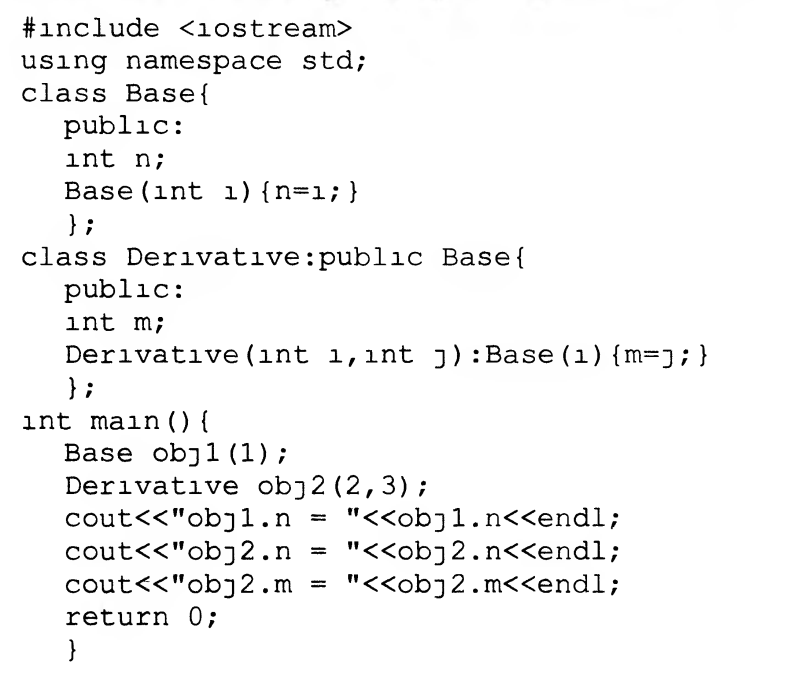 #include <iostream>
using namespace std;
class Base{
public:
int n;
Base(int i){n=i;}
};
class Derivative:public Base{
public:
int m;
Derivative(int i,int j):Base(i){m=j;}
};
int main(){
Base obj1(1);
Derivative obj2(2,3);
cout<<"obj1.n = "<<obj1.n<<endl;
cout<<"obj2.n = "<<obj2.n<<endl;
cout<<"obj2.m = "<<obj2.m<<endl;
return 0;
}